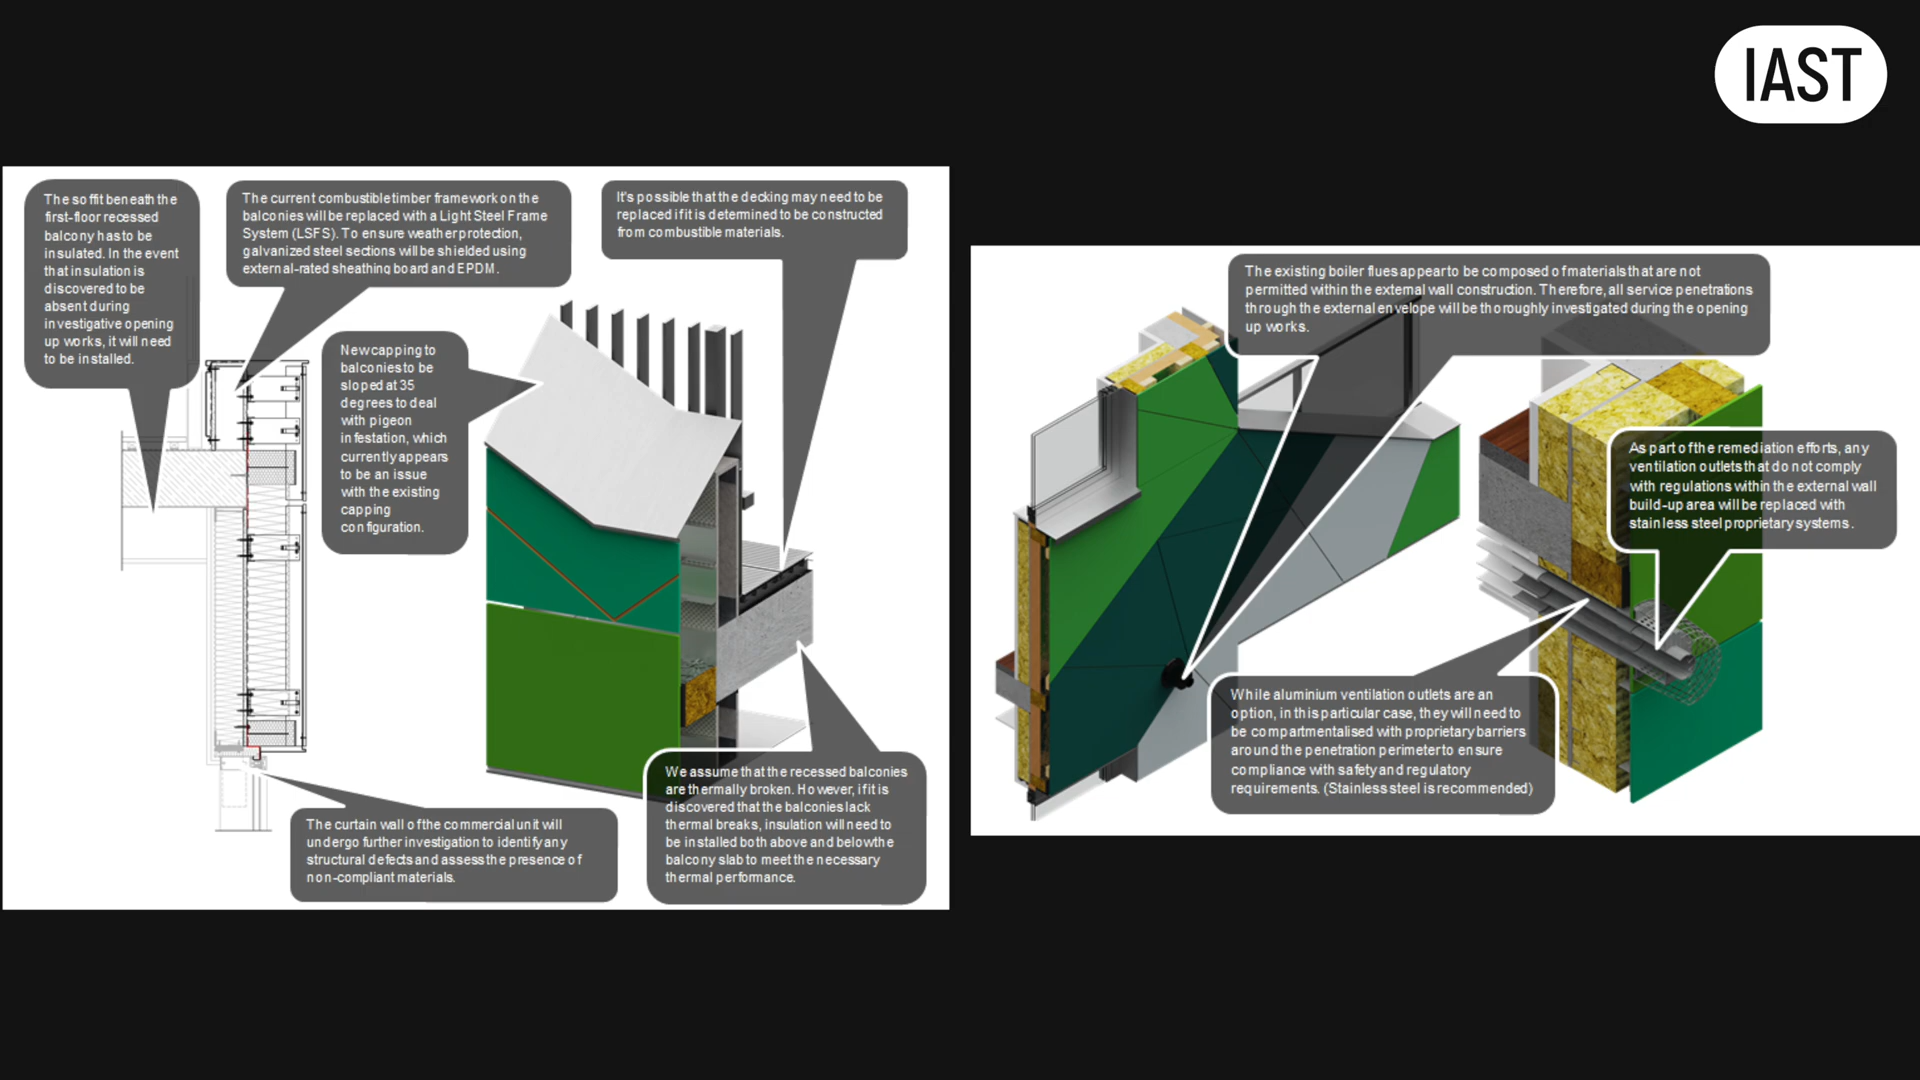 IAST
The soffit beneath the
first-floor recessed
balcony has to be
insulated. In the event
that insulation is
discovered to be
absent during
investigative opening
up works, it will need
to be installed.
The current combustible timber framework on the
balconies will be replaced with a Light Steel Frame
System (LSFS). To ensure weather protection,
galvanized steel sections will be shielded using
external-rated sheathing board and EPDM.
It's possible that the decking may need to be
replaced if it is determined to be constructed
from combustible materials.
New capping to
balconies to be
sloped at 35
degrees to deal
with pigeon
infestation, which
currently appears
to be an issue
with the existing
capping
configuration.
We assume that the recessed balconies
are thermally broken. However, if it is
discovered that the balconies lack
thermal breaks, insulation will need to
be installed both above and below the
balcony slab to meet the necessary
thermal performance.
The curtain wall of the commercial unit will
undergo further investigation to identify any
structural defects and assess the presence of
non-compliant materials.
The existing boiler flues appear to be composed of materials that are not
permitted within the external wall construction. Therefore, all service penetrations
through the external envelope will be thoroughly investigated during the opening
up works.
As part of the remediation efforts, any
ventilation outlets that do not comply
with regulations within the external wall
build-up area will be replaced with
stainless steel proprietary systems.
While aluminium ventilation outlets are an
option, in this particular case, they will need to
be compartmentalised with proprietary barriers
around the penetration perimeter to ensure
compliance with safety and regulatory
requirements. (Stainless steel is recommended)